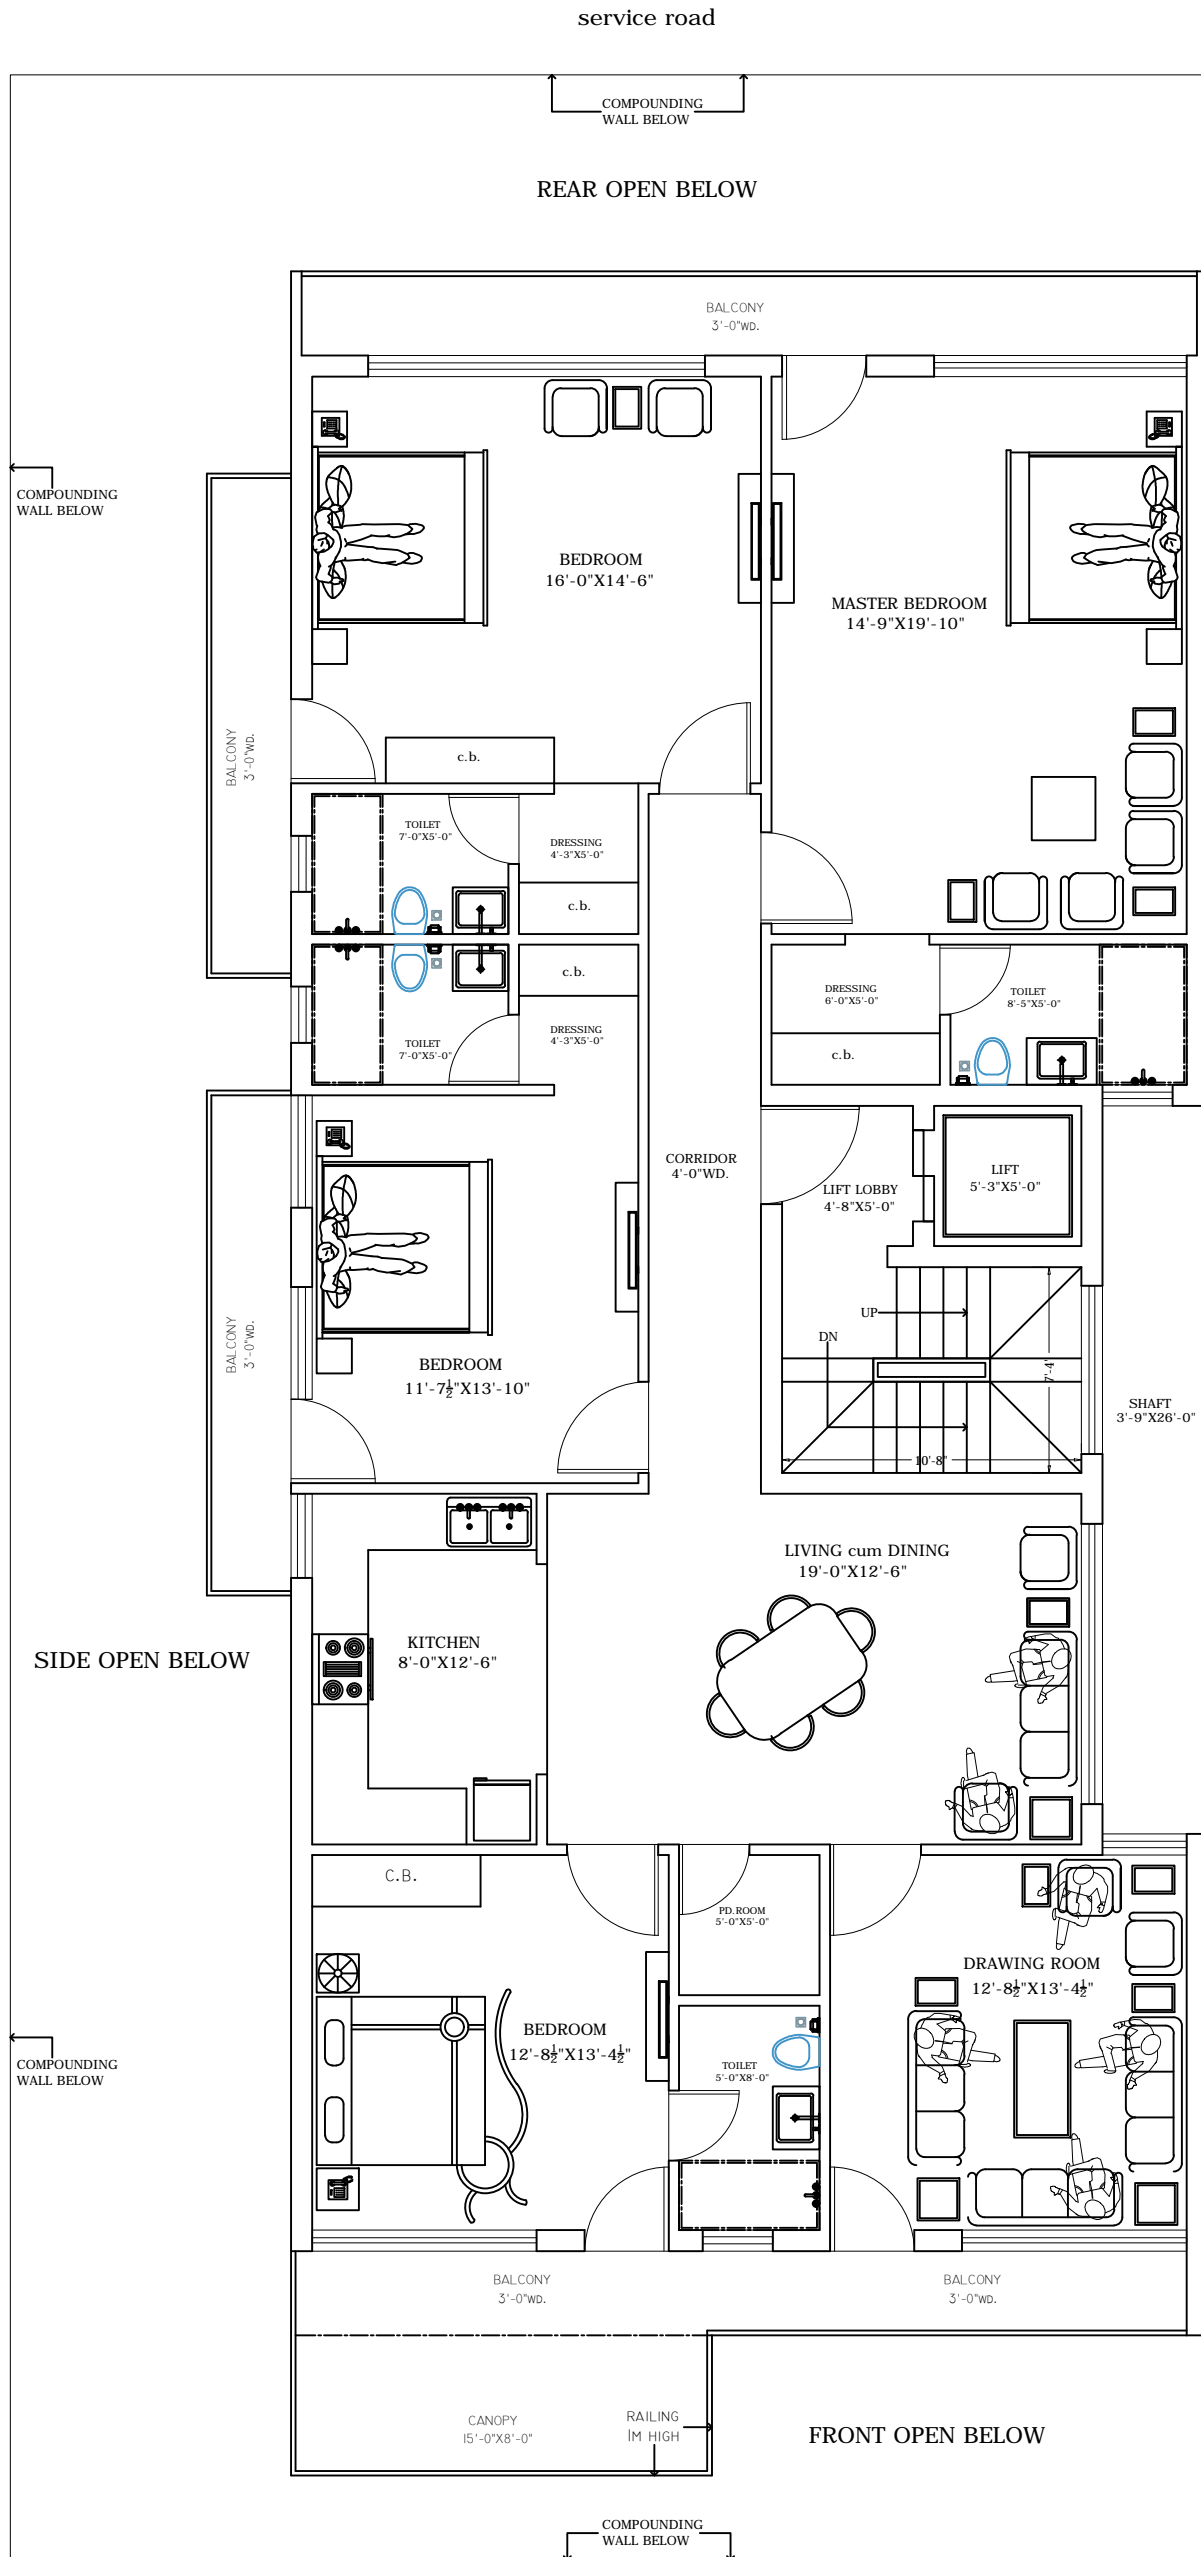 service road
COMPOUNDING
WALL BELOW
REAR OPEN BELOW
BALCONY
3'-0"WD.
COMPOUNDING
WALL BELOW
BEDROOM
16'-0"X14'-6"
MASTER BEDROOM
14'-9"X19'-10"
BALCONY
3'-0"WD.
c.b.
TOILET
7'-0"X5'-0"
DRESSING
4'-3"X5'-0"
c.b.
c.b.
DRESSING
4'-3"X5'-0"
TOILET
7'-0"X5'-0"
DRESSING
6'-0"X5'-0"
c.b.
TOILET
8'-5"X5'-0"
CORRIDOR
4'-0"WD.
LIFT LOBBY
4'-8"X5'-0"
LIFT
5'-3"X5'-0"
BALCONY
3'-0"WD.
BEDROOM
11'-7½"X13'-10"
UP
DN
7'-4"
10'-8"
SHAFT
3'-9"X26'-0"
LIVING cum DINING
19'-0"X12'-6"
SIDE OPEN BELOW
KITCHEN
8'-0"X12'-6"
C.B.
PD.ROOM
5'-0"X5'-0"
DRAWING ROOM
12'-8½"X13'-4½"
BEDROOM
12'-8½"X13'-4½"
TOILET
5'-0"X8'-0"
COMPOUNDING
WALL BELOW
BALCONY
3'-0"WD.
BALCONY
3'-0"WD.
CANOPY
15'-0"X8'-0"
RAILING
1M HIGH
FRONT OPEN BELOW
COMPOUNDING
WALL BELOW